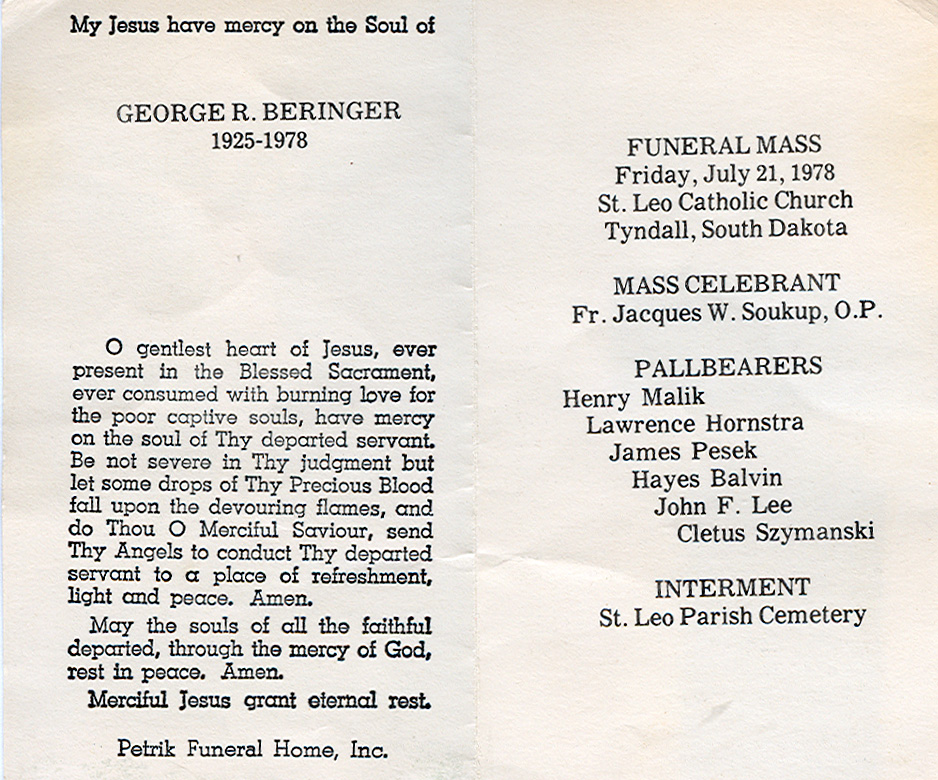 My Jesus have mercy on the Soul of
GEORGE R. BERINGER
1925-1978
O gentlest heart of Jesus, ever
present in the Blessed Sacrament,
ever consumed with burning love for
the poor captive souls, have mercy
on the soul of Thy departed servant.
Be not severe in Thy judgment but
let some drops of Thy Precious Blood
fall upon the devouring flames, and
do Thou O Merciful Saviour, send
Thy Angels to conduct Thy departed
servant to a place of refreshment,
light and peace. Amen.
May the souls of all the faithful
departed, through the mercy of God,
rest in peace. Amen.
Merciful Jesus grant eternal rest.
Petrik Funeral Home, Inc.
FUNERAL MASS
Friday, July 21, 1978
St. Leo Catholic Church
Tyndall, South Dakota
MASS CELEBRANT
Fr. Jacques W. Soukup, O.P.
PALLBEARERS
Henry Malik
Lawrence Hornstra
James Pesek
Hayes Balvin
John F. Lee
Cletus Szymanski
INTERMENT
St. Leo Parish Cemetery